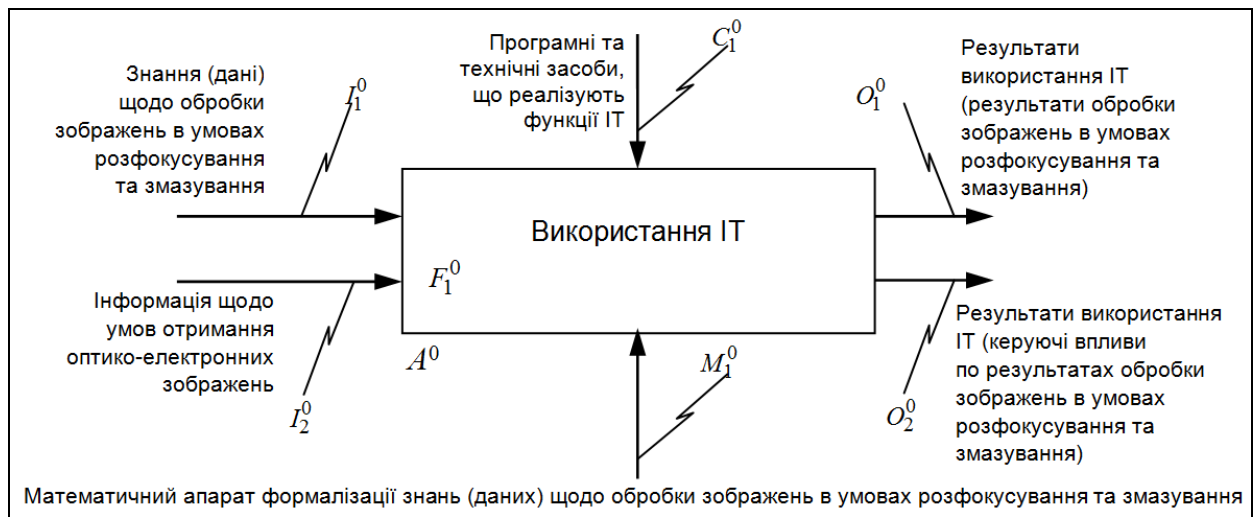 Знання (дані)
щодо обробки
зображень в умовах
розфокусування
та змазування
I₁⁰
Програмні та
технічні засоби,
що реалізують
функції ІТ
C₁⁰
O₁⁰
Результати
використання ІТ
(результати обробки
зображень в умовах
розфокусування та
змазування)
Використання ІТ
F₁⁰
A⁰
Інформація щодо
умов отримання
оптико-електронних
зображень
I₂⁰
M₁⁰
O₂⁰
Результати використання
ІТ (керуючі впливи
по результатах обробки
зображень в умовах
розфокусування та
змазування)
Математичний апарат формалізації знань (даних) щодо обробки зображень в умовах розфокусування та змазування